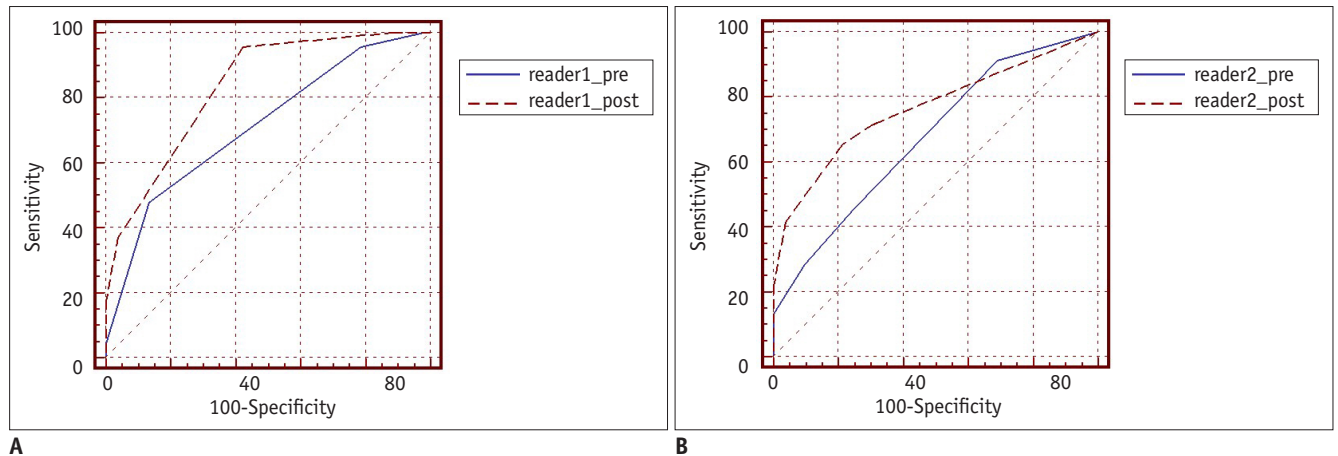 100
80
60
40
20
0
Sensitivity
0 40 80
100-Specificity
reader1_pre
reader1_post
A
100
80
60
40
20
0
Sensitivity
0 40 80
100-Specificity
reader2_pre
reader2_post
B